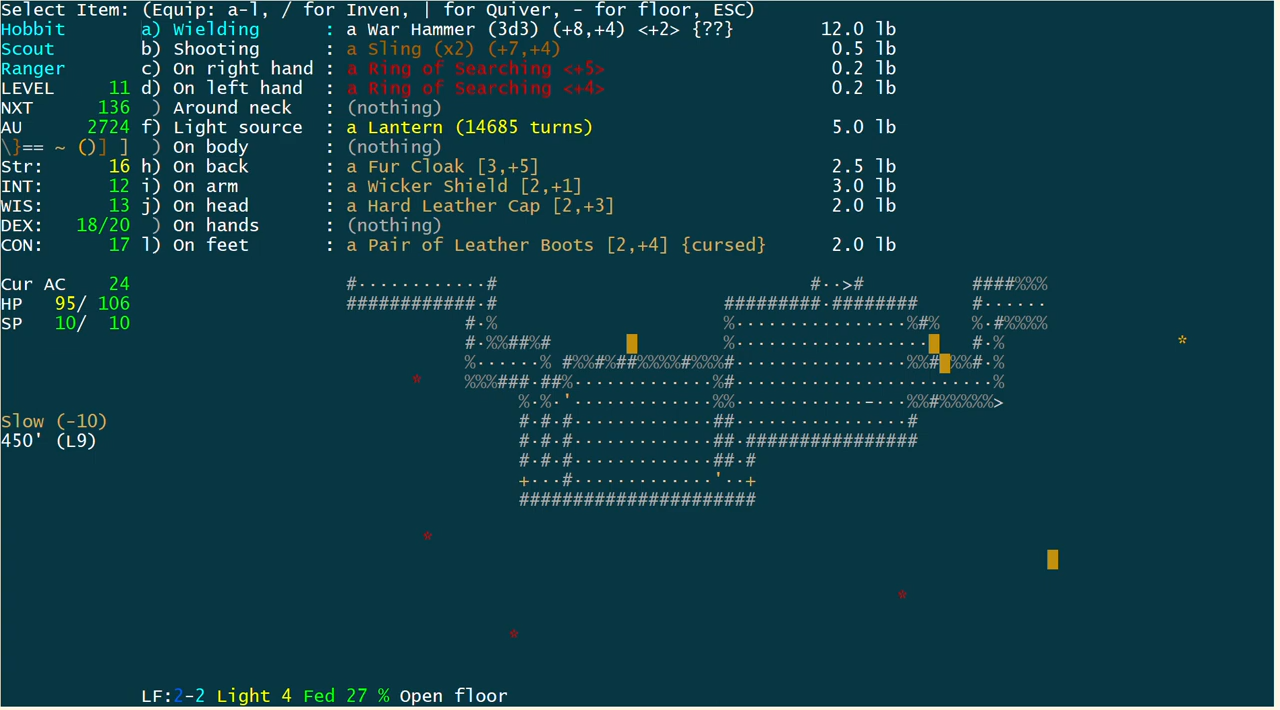 Select Item: (Equip: a-l, / for Inven, | for Quiver, - for floor, ESC)
Hobbit a) Wielding : a War Hammer (3d3) (+8,+4) <+2> {??} 12.0 lb
Scout b) Shooting : a Sling (x2) (+7,+4) 0.5 lb
Ranger c) On right hand : a Ring of Searching <+5> 0.2 lb
LEVEL 11 d) On left hand : a Ring of Searching <+4> 0.2 lb
NXT 136 ) Around neck : (nothing)
AU 2724 f) Light source : a Lantern (14685 turns) 5.0 lb
\}== ~ ()] ] ) On body : (nothing)
Str: 16 h) On back : a Fur Cloak [3,+5] 2.5 lb
INT: 12 i) On arm : a Wicker Shield [2,+1] 3.0 lb
WIS: 13 j) On head : a Hard Leather Cap [2,+3] 2.0 lb
DEX: 18/20 ) On hands : (nothing)
CON: 17 l) On feet : a Pair of Leather Boots [2,+4] {cursed} 2.0 lb
Cur AC 24
HP 95/ 106
SP 10/ 10
Slow (-10)
450' (L9)
LF:2-2 Light 4 Fed 27 % Open floor